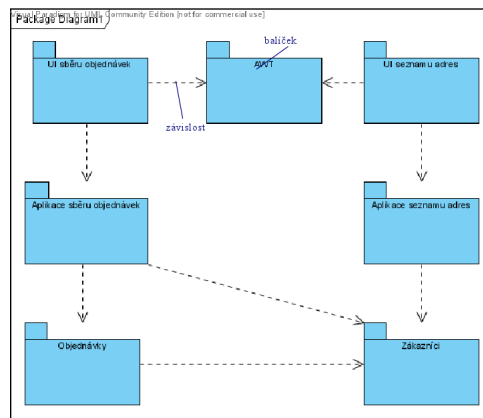 Visual Paradigm for UML Community Edition [not for commercial use]
Package Diagram1
balíček
UI sběru objednávek
AWT
UI seznamu adres
závislost
Aplikace sběru objednávek
Aplikace seznamu adres
Objednávky
Zákazníci